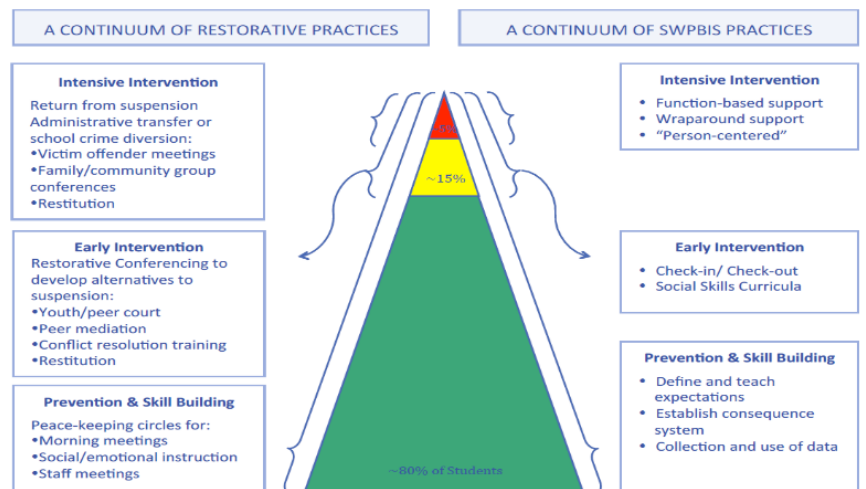 A CONTINUUM OF RESTORATIVE PRACTICES
A CONTINUUM OF SWPBIS PRACTICES
Intensive Intervention
Return from suspension
Administrative transfer or
school crime diversion:
•Victim offender meetings
•Family/community group
conferences
•Restitution
Early Intervention
Restorative Conferencing to
develop alternatives to
suspension:
•Youth/peer court
•Peer mediation
•Conflict resolution training
•Restitution
Prevention & Skill Building
Peace-keeping circles for:
•Morning meetings
•Social/emotional instruction
•Staff meetings
~5%
~15%
~80% of Students
Intensive Intervention
• Function-based support
• Wraparound support
• “Person-centered”
Early Intervention
• Check-in/ Check-out
• Social Skills Curricula
Prevention & Skill Building
• Define and teach
expectations
• Establish consequence
system
• Collection and use of data